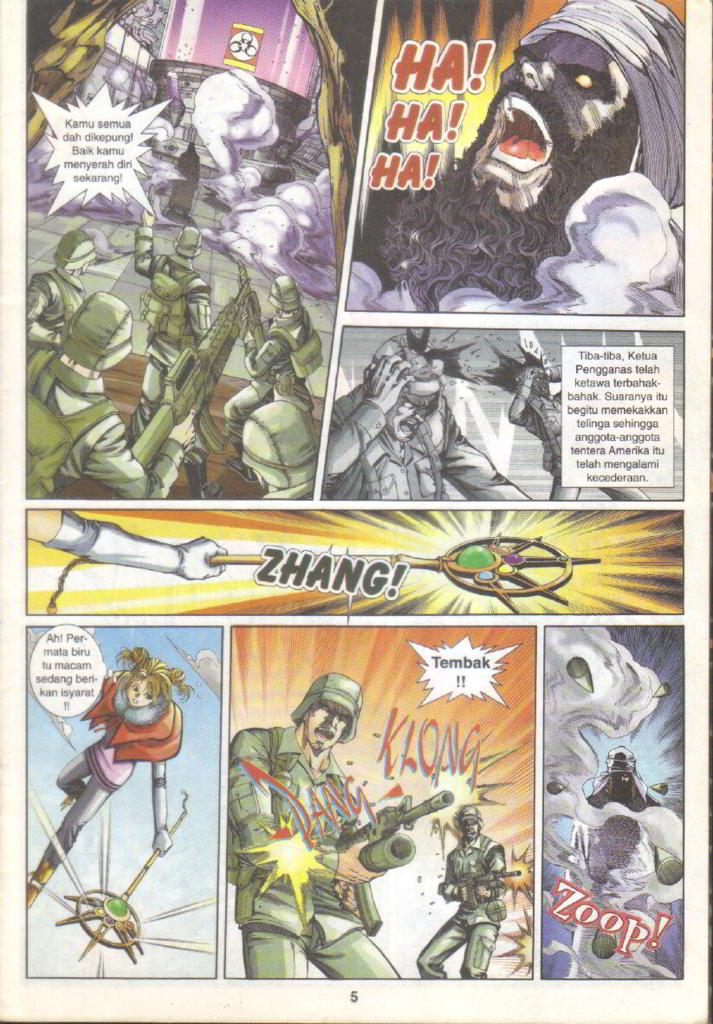 Kamu semua
dah dikepung!
Baik kamu
menyerah diri
sekarang!
HA!
HA!
HA!
Tiba-tiba, Ketua
Pengganas telah
ketawa terbahak-
bahak. Suaranya itu
begitu memekakkan
telinga sehingga
anggota-anggota
tentera Amerika itu
telah mengalami
kecederaan.
ZHANG!
Ah! Per-
mata biru
tu macam
sedang beri-
kan isyarat
!!
Tembak
!!
KLONG
DANG
ZOOP!
5